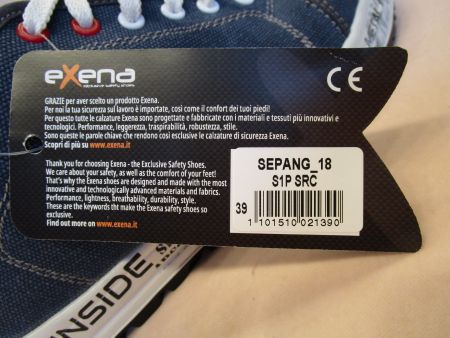 exena
EXCLUSIVE SAFETY SHOES
CE
GRAZIE per aver scelto un prodotto Exena.
Per noi la tua sicurezza sul lavoro è importate, così come il confort dei tuoi piedi!
Per questo tutte le calzature Exena sono progettate e fabbricate con i materiali e tessuti più innovativi e
tecnologici. Performance, leggerezza, traspirabilità, robustezza, stile.
Sono queste le parole chiave che rendono così esclusive le calzature di sicurezza Exena.
Scopri di più su www.exena.it
Thank you for choosing Exena - the Exclusive Safety Shoes.
We care about your safety, as well as the comfort of your feet!
That's why the Exena shoes are designed and made with the most
innovative and technologically advanced materials and fabrics.
Performance, lightness, breathability, durability, style.
These are the keywords tht make the Exena safety shoes so
exclusive.
Find out more on www.exena.it
SEPANG_18
S1P SRC
39
1 101510 021390
INSIDE